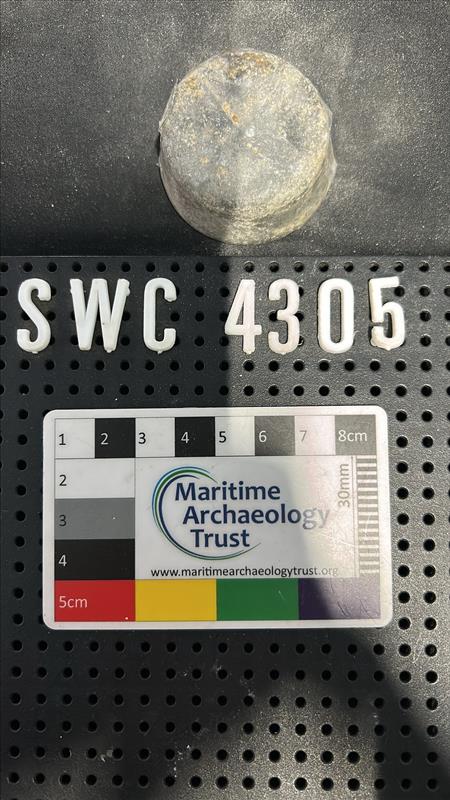 SWC 4305
1 2 3 4 5 6 7 8cm
2
3
4
5cm
30mm
Maritime
Archaeology
Trust
www.maritimearchaeologytrust.org